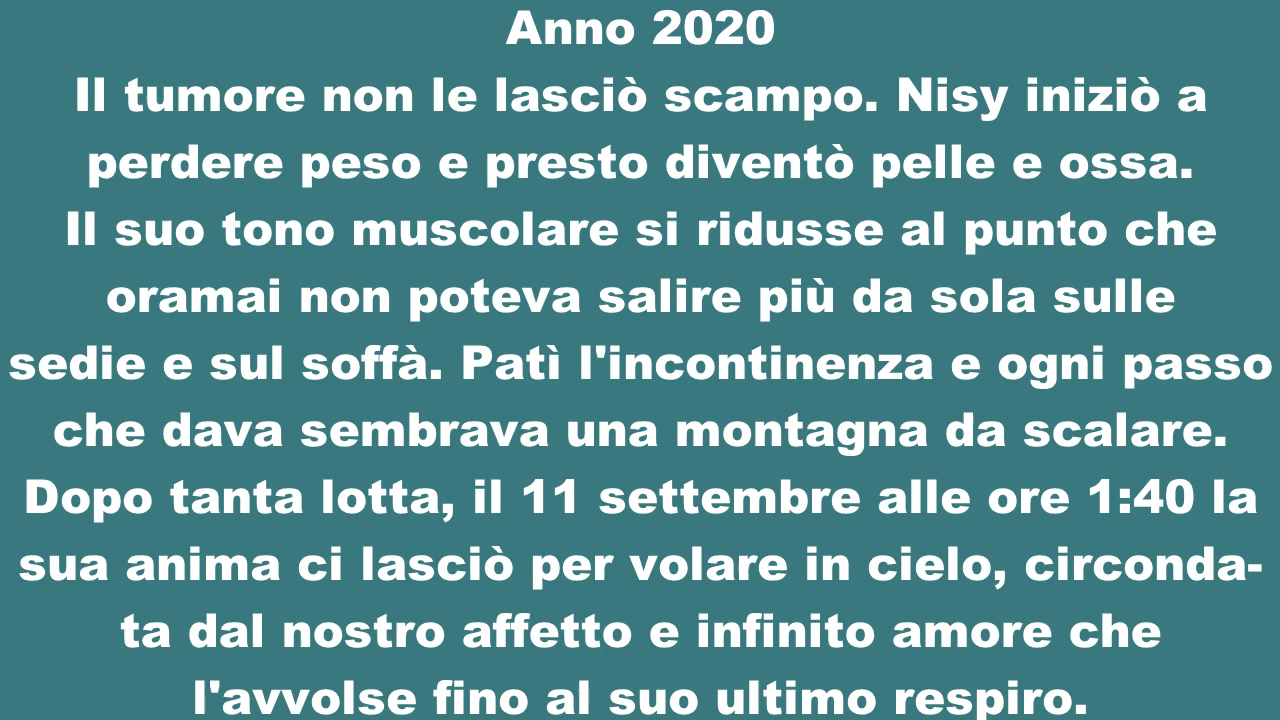 Anno 2020
Il tumore non le lasciò scampo. Nisy iniziò a
perdere peso e presto diventò pelle e ossa.
Il suo tono muscolare si ridusse al punto che
oramai non poteva salire più da sola sulle
sedie e sul soffà. Patì l'incontinenza e ogni passo
che dava sembrava una montagna da scalare.
Dopo tanta lotta, il 11 settembre alle ore 1:40 la
sua anima ci lasciò per volare in cielo, circonda-
ta dal nostro affetto e infinito amore che
l'avvolse fino al suo ultimo respiro.